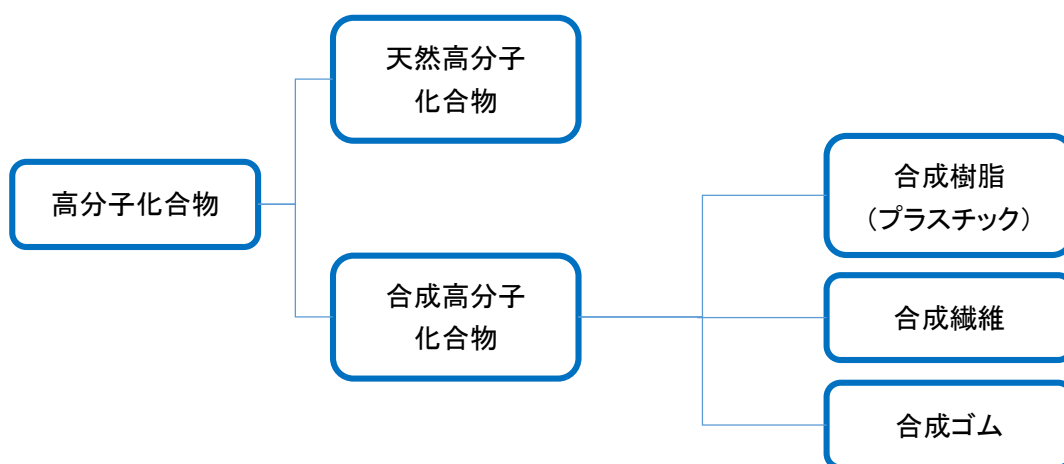 高分子化合物
天然高分子
化合物
合成高分子
化合物
合成樹脂
（プラスチック）
合成繊維
合成ゴム